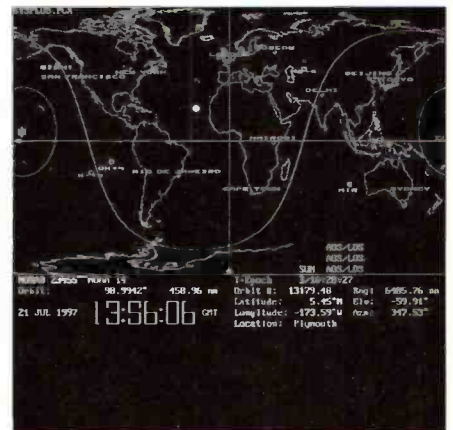 SAN FRANCISCO
NEW YORK
BEIJING
TOKYO
DELHI
NAIROBI
RIO DE JANEIRO
CAPE TOWN
MIR
SYDNEY
AOS/LOS
AOS/LOS
SUN AOS/LOS
NOAA 14
T-Epoch
Orbit: 98.9942° 458.96 nm
Orbit #: 13179.48 Rng: 6485.76 nm
Latitude: 5.45°N Ele: -59.91°
21 JUL 1997 13:56:06 GMT
Longitude: -173.59°W Azm: 347.53°
Location: Plymouth